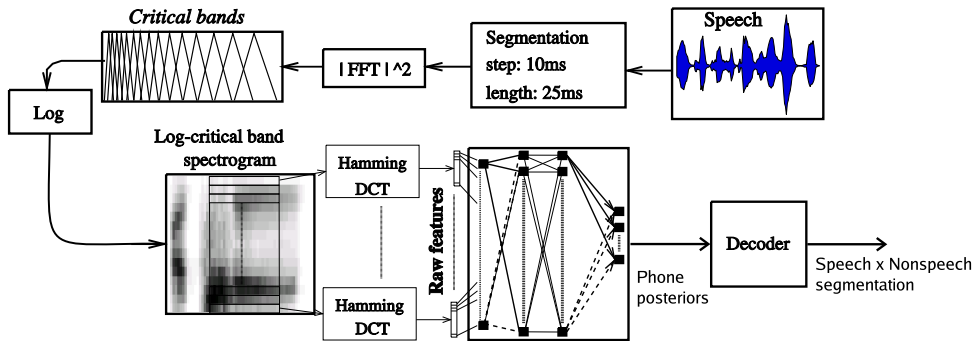 Critical bands
Speech
Segmentation
step: 10ms
length: 25ms
| FFT | ^2
Log
Log-critical band
spectrogram
Hamming
DCT
Raw features
Hamming
DCT
Phone
posteriors
Decoder
Speech x Nonspeech
segmentation